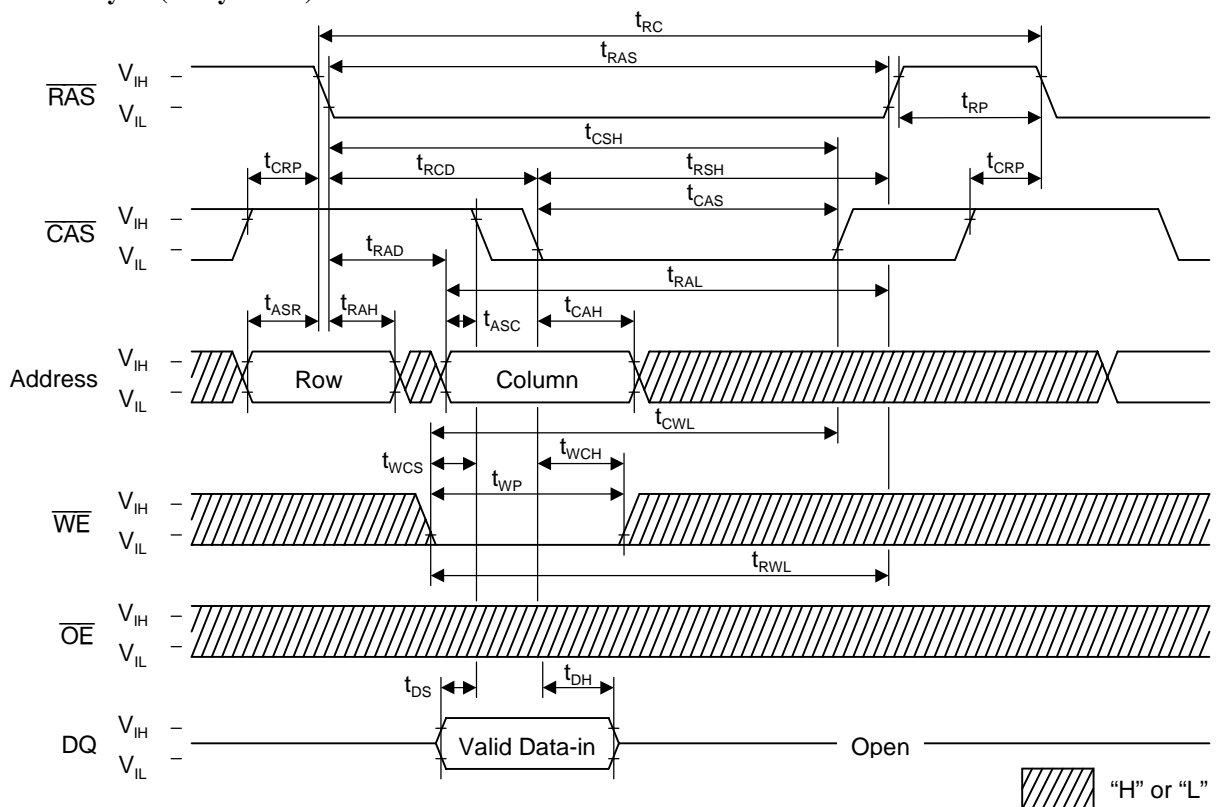 t_RC
t_RAS
RAS V_IH
V_IL
t_RP
t_CSH
t_CRP t_RCD t_RSH t_CRP
t_CAS
CAS V_IH
V_IL
t_RAD
t_RAL
t_ASR t_RAH t_ASC t_CAH
Address V_IH
V_IL
Row Column
t_CWL
t_WCS t_WCH
t_WP
WE V_IH
V_IL
t_RWL
OE V_IH
V_IL
t_DS t_DH
DQ V_IH
V_IL
Valid Data-in Open
“H” or “L”